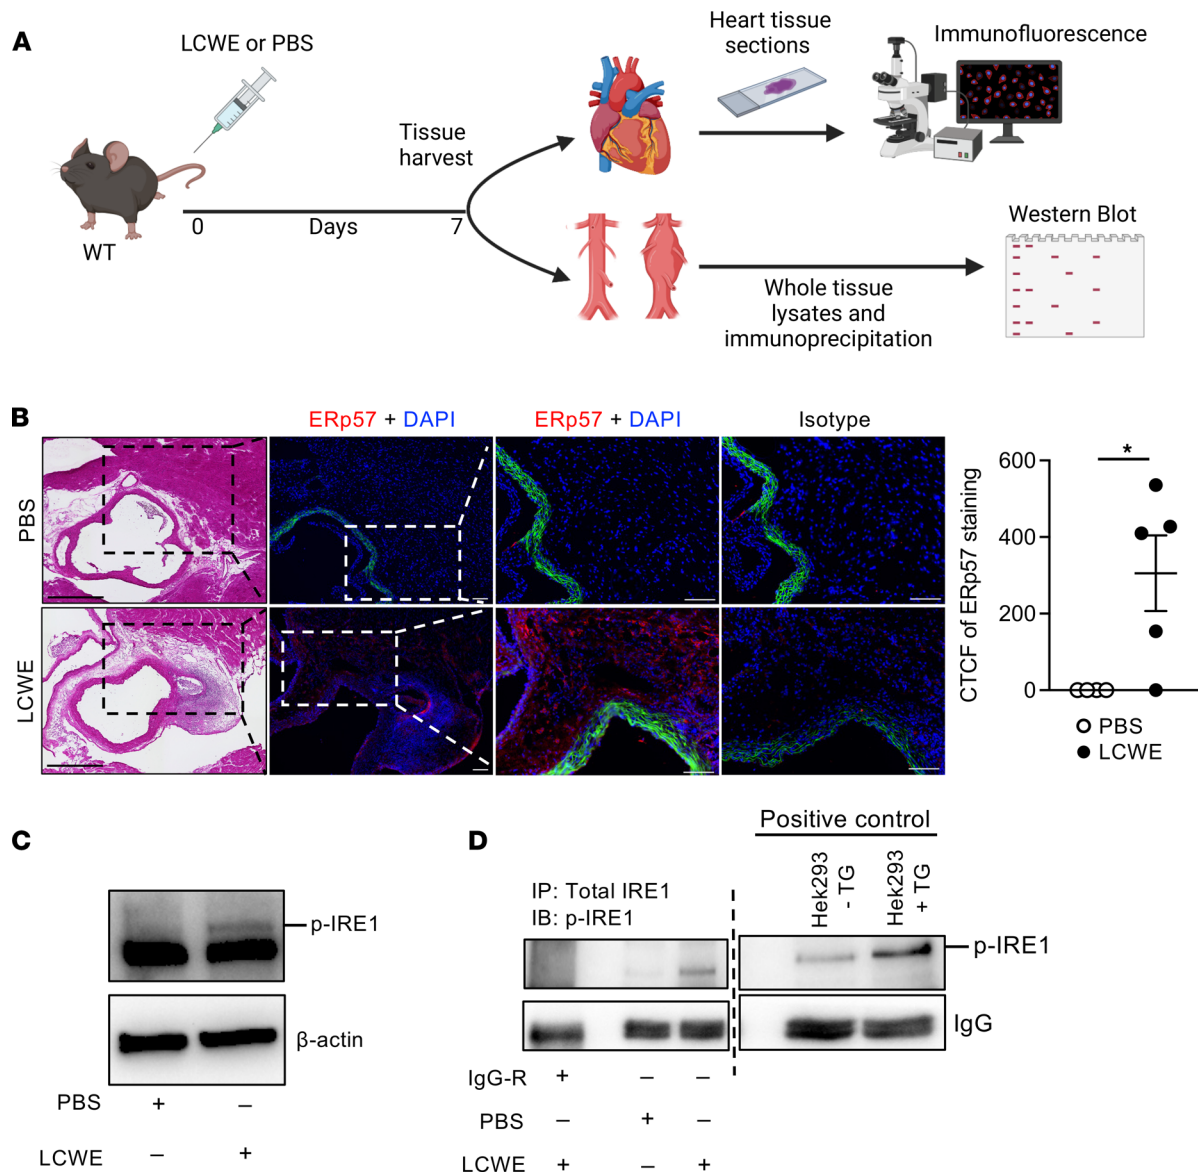 A
LCWE or PBS
WT
0 Days 7
Tissue
harvest
Heart tissue
sections
Immunofluorescence
Western Blot
Whole tissue
lysates and
immunoprecipitation
B
ERp57 + DAPI
ERp57 + DAPI
Isotype
PBS
LCWE
CTCF of ERp57 staining
600
400
200
0
*
PBS
LCWE
C
p-IRE1
β-actin
PBS + –
LCWE – +
D
Positive control
IP: Total IRE1
IB: p-IRE1
Hek293
- TG
Hek293
+ TG
p-IRE1
IgG
IgG-R + – –
PBS – + –
LCWE + – +